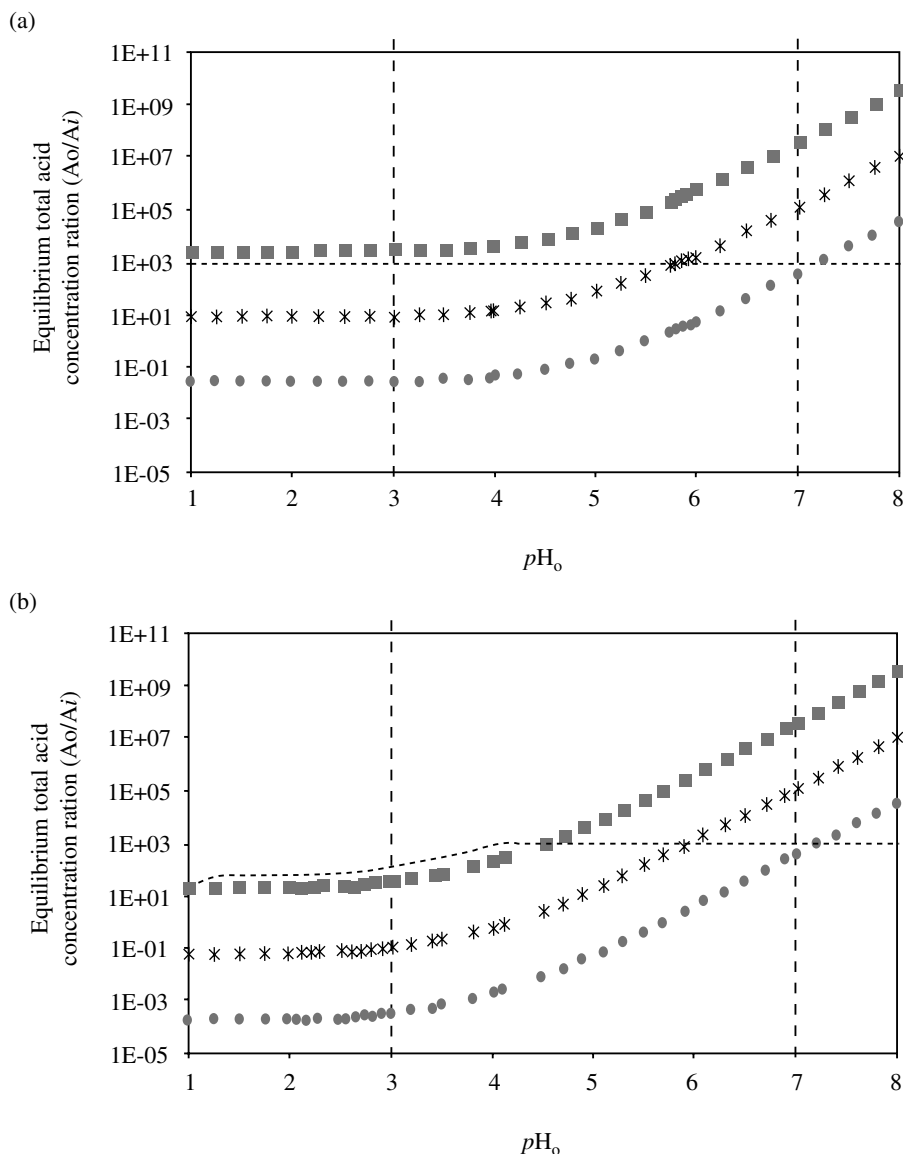 (a)
Equilibrium total acid
concentration ration (Ao/Ai)
1E+11
1E+09
1E+07
1E+05
1E+03
1E+01
1E-01
1E-03
1E-05
1 2 3 4 5 6 7 8
pHo
(b)
Equilibrium total acid
concentration ration (Ao/Ai)
1E+11
1E+09
1E+07
1E+05
1E+03
1E+01
1E-01
1E-03
1E-05
1 2 3 4 5 6 7 8
pHo